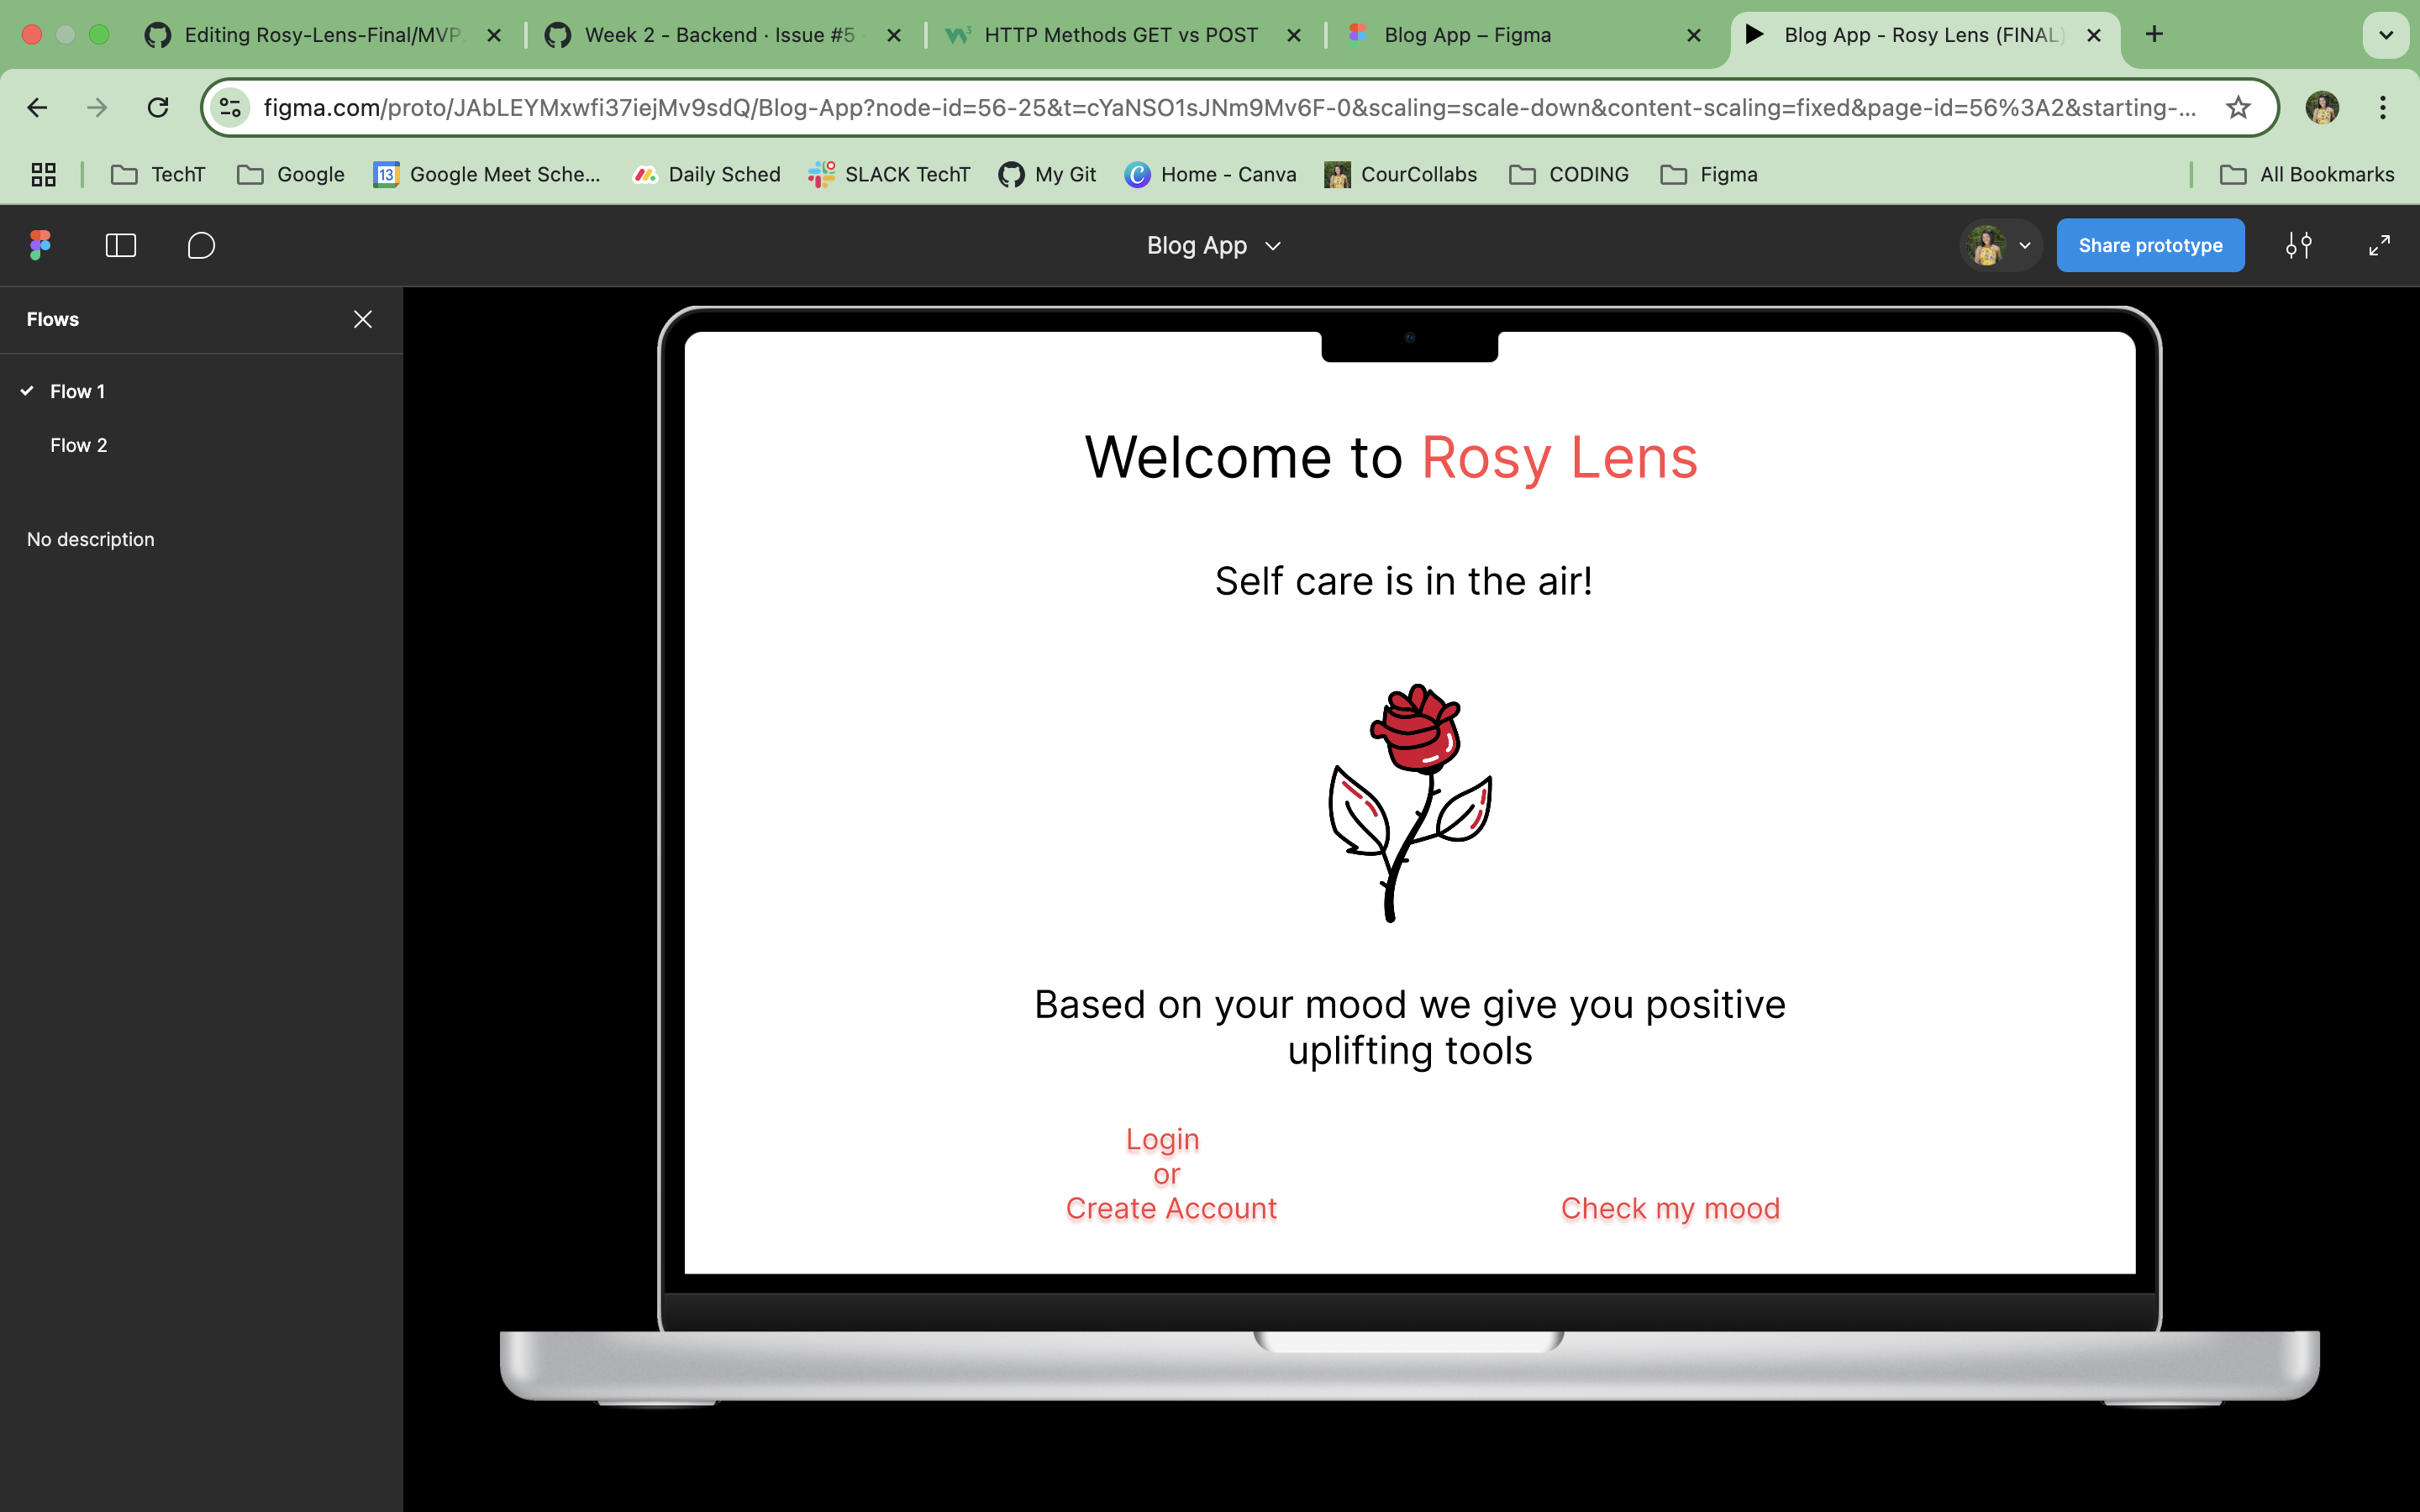 Editing Rosy-Lens-Final/MVP
Week 2 - Backend · Issue #5
HTTP Methods GET vs POST
Blog App – Figma
Blog App - Rosy Lens (FINAL)
figma.com/proto/JAbLEYMxwfi37iejMv9sdQ/Blog-App?node-id=56-25&t=cYaNSO1sJNm9Mv6F-0&scaling=scale-down&content-scaling=fixed&page-id=56%3A2&starting-...
TechT
Google
13
Google Meet Sche...
Daily Sched
SLACK TechT
My Git
Home - Canva
CourCollabs
CODING
Figma
All Bookmarks
Blog App
Share prototype
Flows
Flow 1
Flow 2
No description
Welcome to Rosy Lens
Self care is in the air!
Based on your mood we give you positive
uplifting tools
Login
or
Create Account
Check my mood